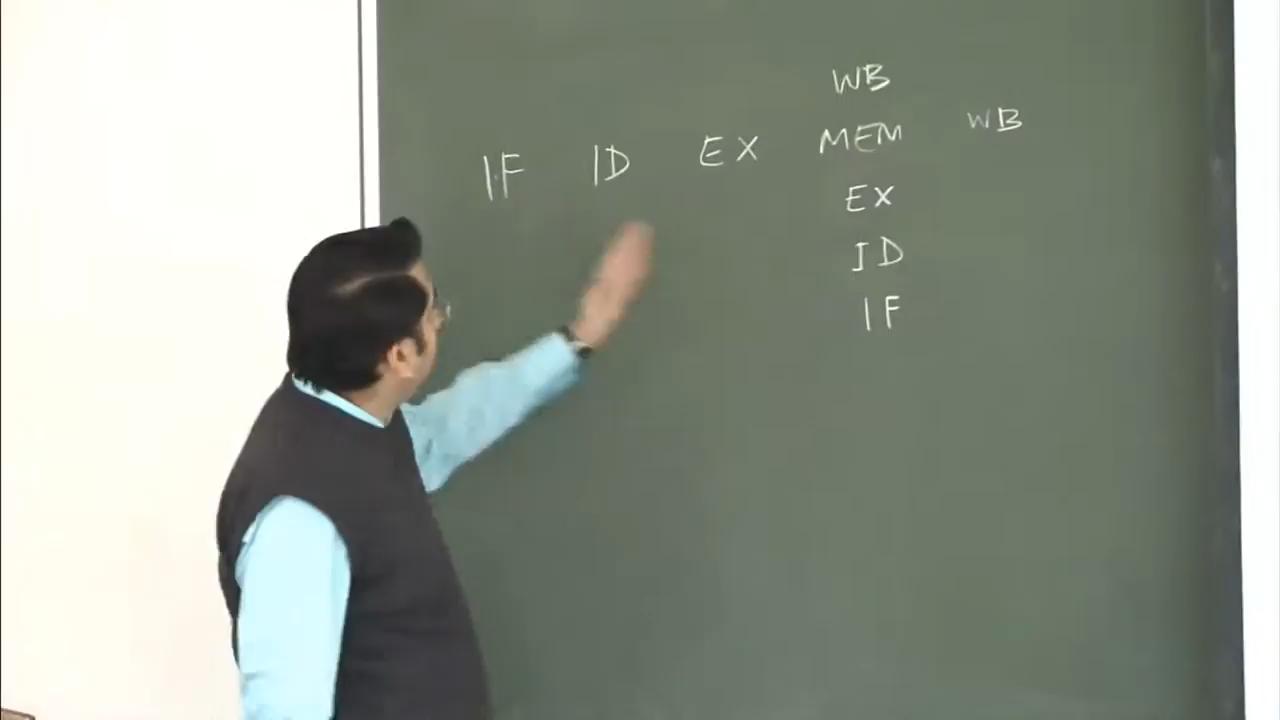 WB
IF ID EX MEM WB
EX
ID
IF